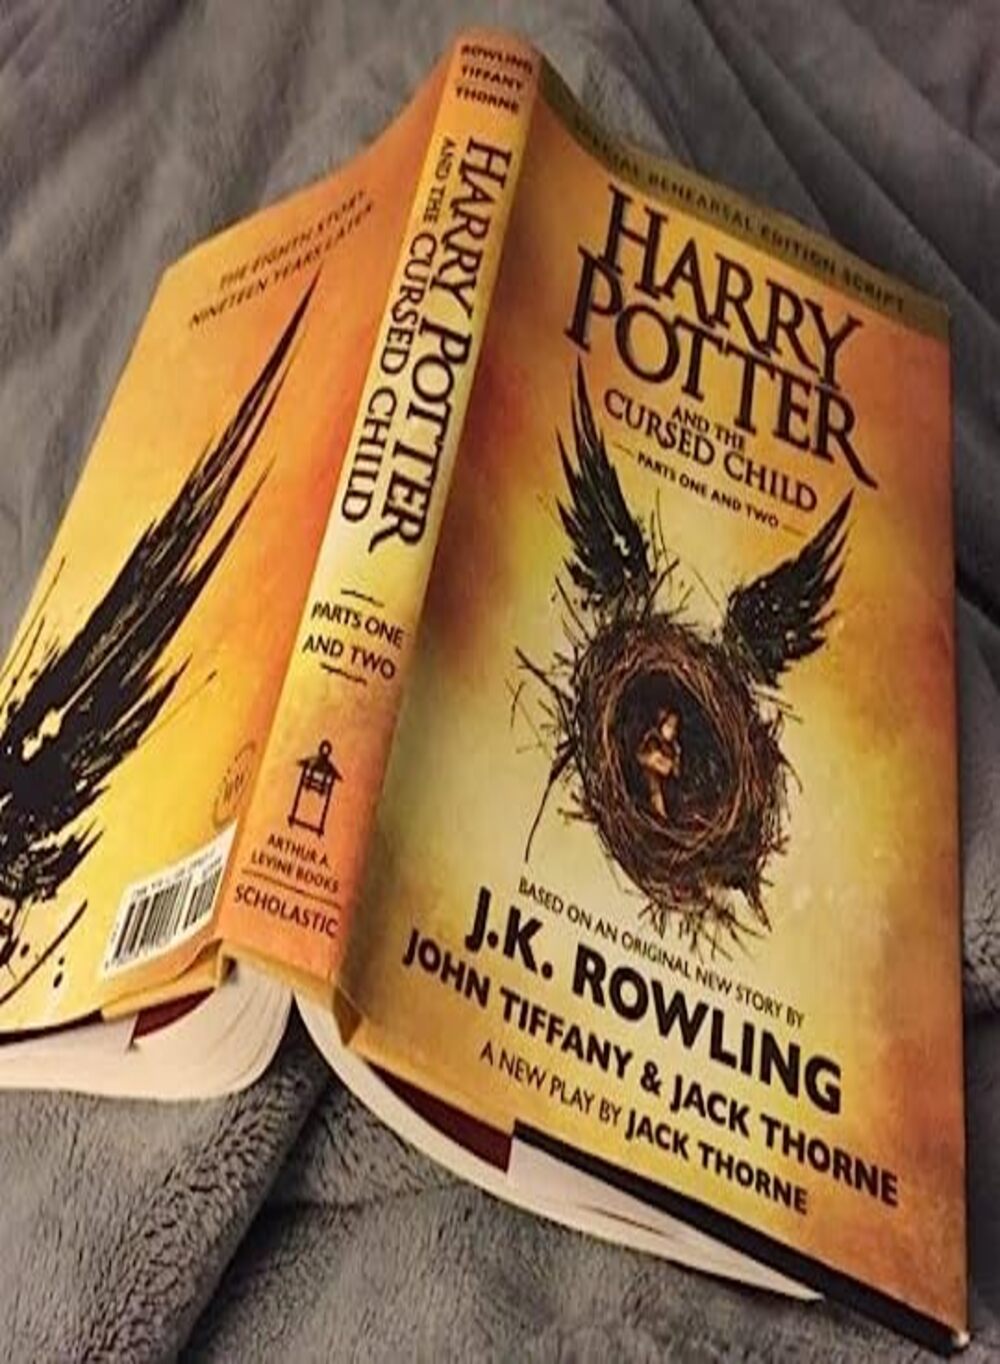 THE EIGHTH STORY.
NINETEEN YEARS LATER.
ROWLING
TIFFANY
THORNE
HARRY POTTER
AND THE CURSED CHILD
PARTS ONE
AND TWO
ARTHUR A.
LEVINE BOOKS
SCHOLASTIC
SPECIAL REHEARSAL EDITION SCRIPT
HARRY
POTTER
AND THE
CURSED CHILD
PARTS ONE AND TWO
BASED ON AN ORIGINAL NEW STORY BY
J.K. ROWLING
JOHN TIFFANY & JACK THORNE
A NEW PLAY BY JACK THORNE